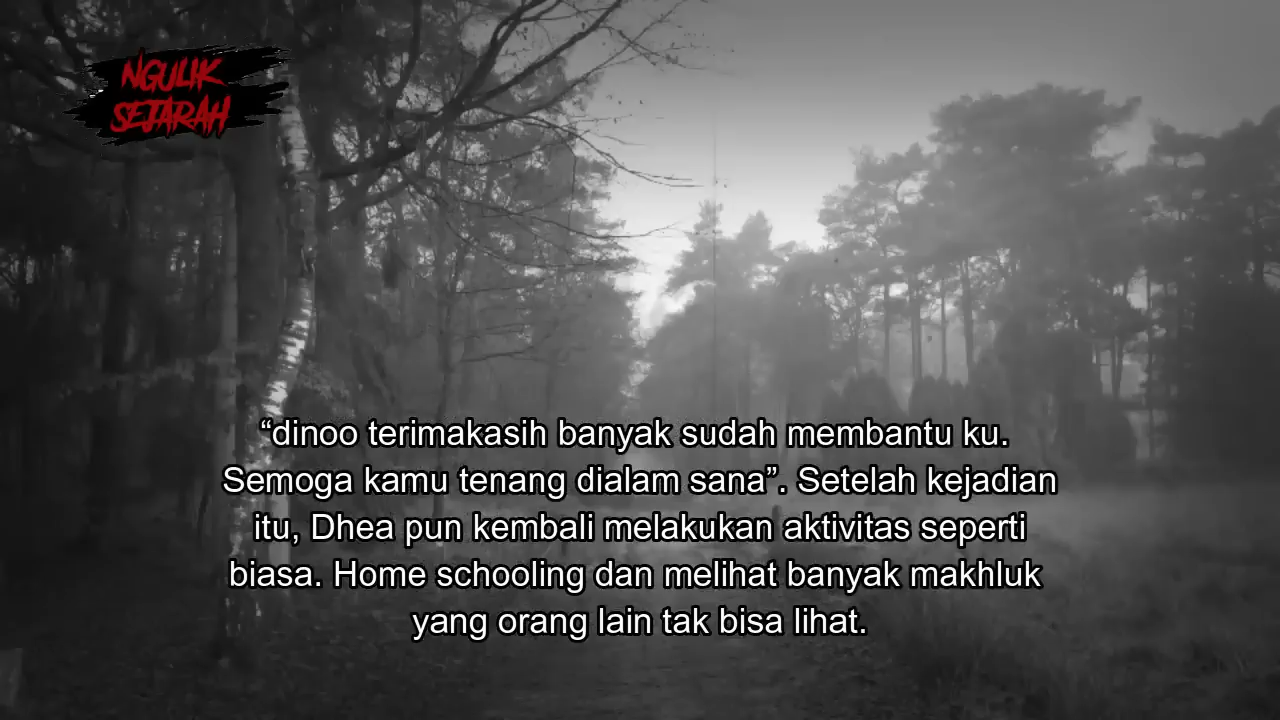 NGULIK
SEJARAH
“dinoo terimakasih banyak sudah membantu ku.
Semoga kamu tenang dialam sana”. Setelah kejadian
itu, Dhea pun kembali melakukan aktivitas seperti
biasa. Home schooling dan melihat banyak makhluk
yang orang lain tak bisa lihat.